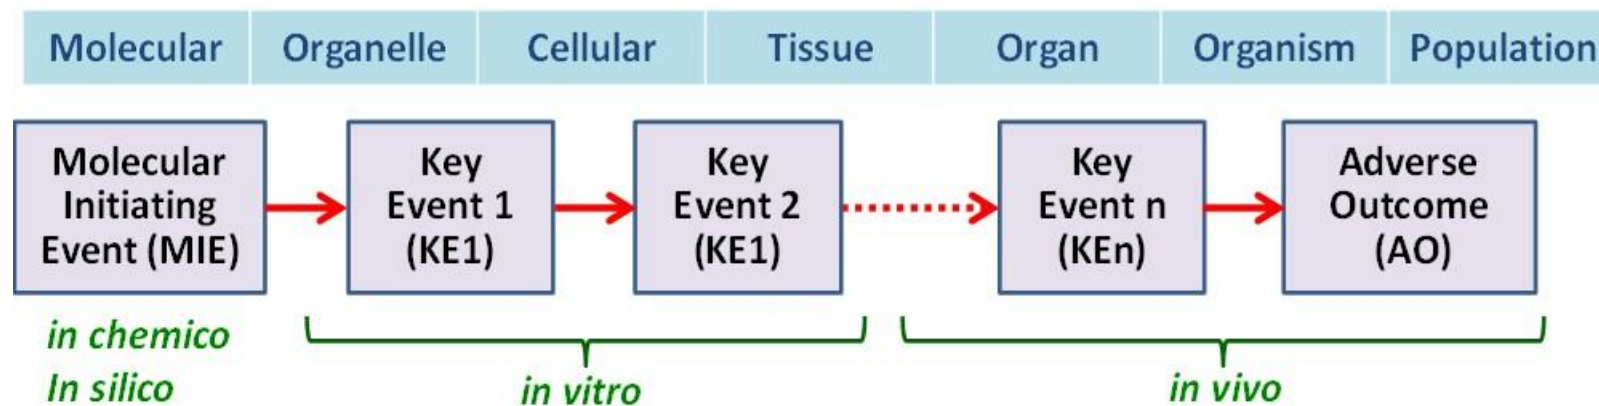 Molecular Organelle Cellular Tissue Organ Organism Population
Molecular
Initiating
Event (MIE)
Key
Event 1
(KE1)
Key
Event 2
(KE1)
Key
Event n
(KEn)
Adverse
Outcome
(AO)
in chemico
In silico
in vitro
in vivo